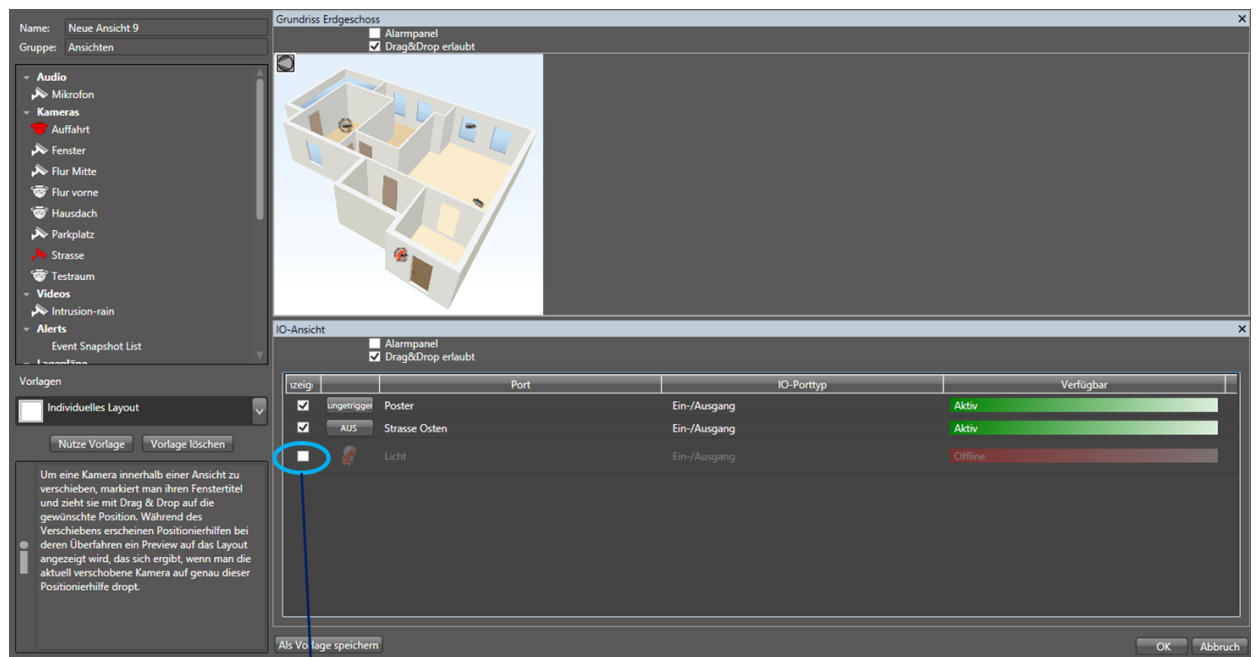 Name: Neue Ansicht 9
Gruppe: Ansichten
Audio
Mikrofon
Kameras
Auffahrt
Fenster
Flur Mitte
Flur vorne
Hausdach
Parkplatz
Strasse
Testraum
Videos
Intrusion-rain
Alerts
Event Snapshot List
Lagepläne
Vorlagen
Individuelles Layout
Nutze Vorlage Vorlage löschen
Um eine Kamera innerhalb einer Ansicht zu
verschieben, markiert man ihren Fenstertitel
und zieht sie mit Drag & Drop auf die
gewünschte Position. Während des
Verschiebens erscheinen Positionierhilfen bei
deren Überfahren ein Preview auf das Layout
angezeigt wird, das sich ergibt, wenn man die
aktuell verschobene Kamera auf genau dieser
Positionierhilfe dropt.
Grundriss Erdgeschoss
Alarmpanel
Drag&Drop erlaubt
IO-Ansicht
Alarmpanel
Drag&Drop erlaubt
nzeige Port IO-Porttyp Verfügbar
ungetrigger Poster Ein-/Ausgang Aktiv
AUS Strasse Osten Ein-/Ausgang Aktiv
Licht Ein-/Ausgang Offline
Als Vorlage speichern
OK Abbruch